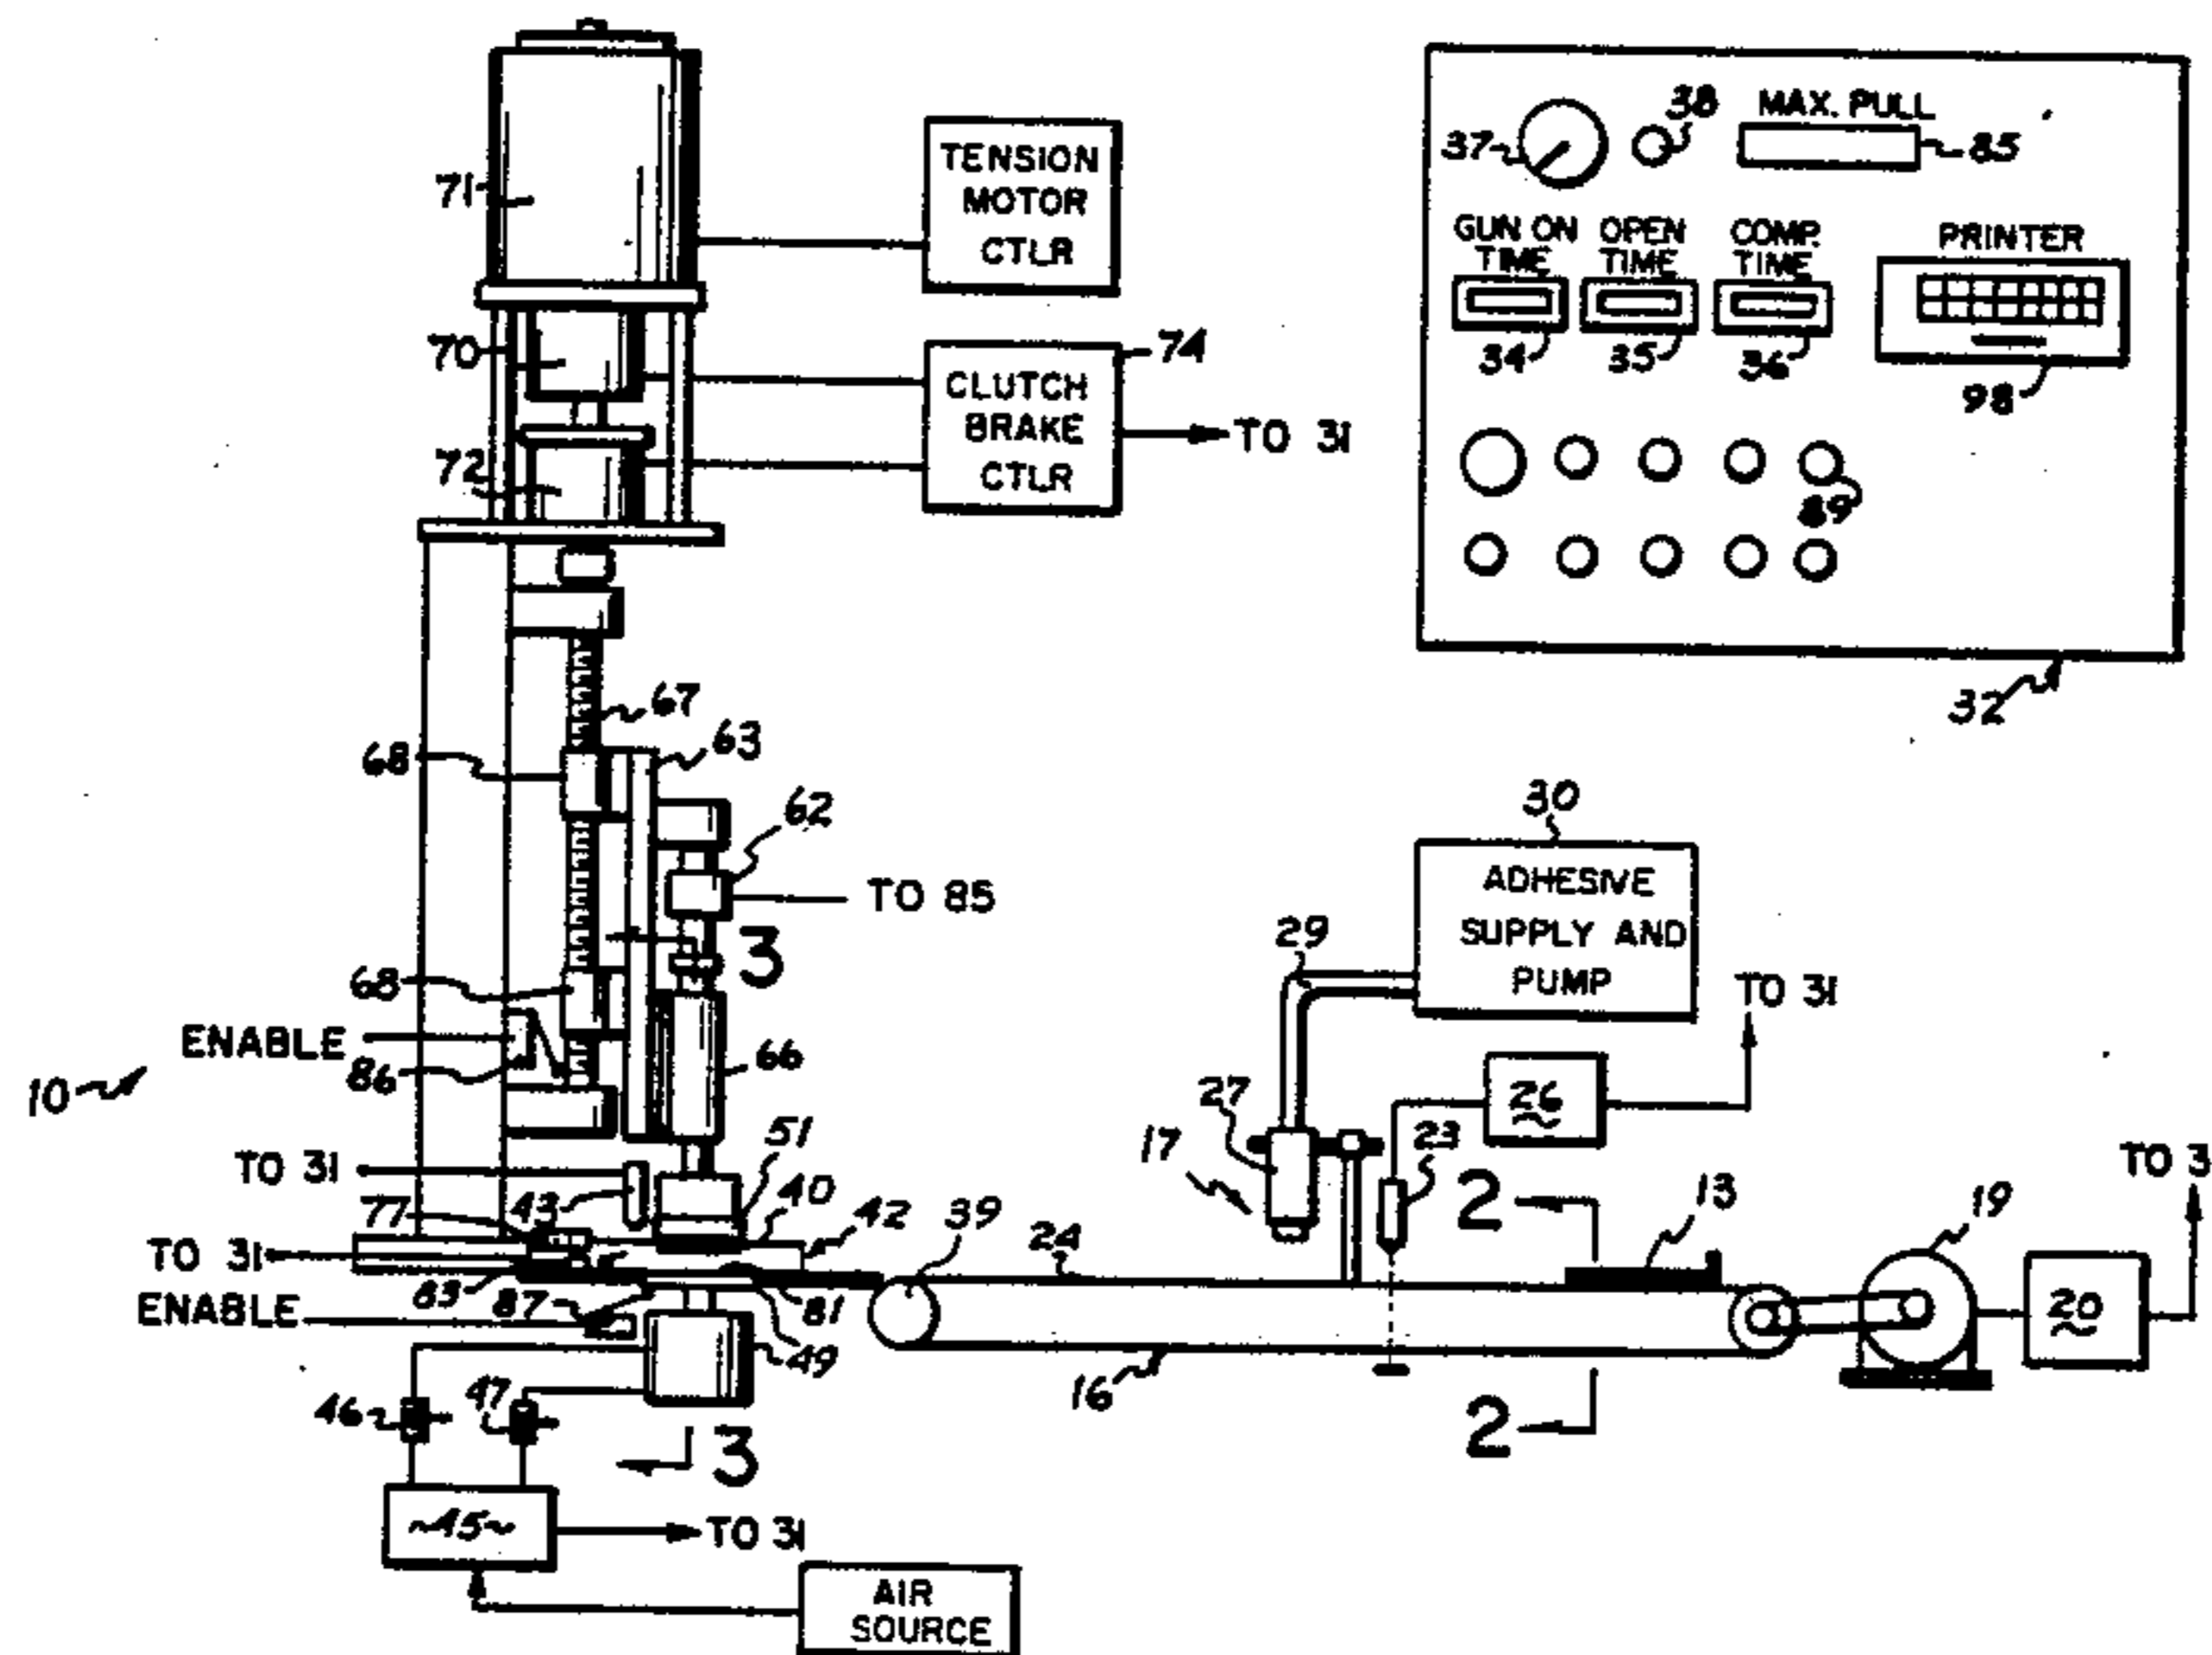 71
TENSION
MOTOR
CTLR
70
72
CLUTCH
BRAKE
CTLR
74
TO 31
37
38
MAX. PULL
85
GUN ON
TIME
OPEN
TIME
COMP.
TIME
PRINTER
34
35
36
98
89
32
67
68
63
62
TO 85
3
68
ENABLE
86
66
10
TO 31
43
51
40
42
77
TO 31
83
87
81
ENABLE
49
46
47
3
45
TO 31
AIR
SOURCE
30
ADHESIVE
SUPPLY AND
PUMP
29
TO 31
27
26
17
23
2
13
19
TO 3
39
24
20
16
2